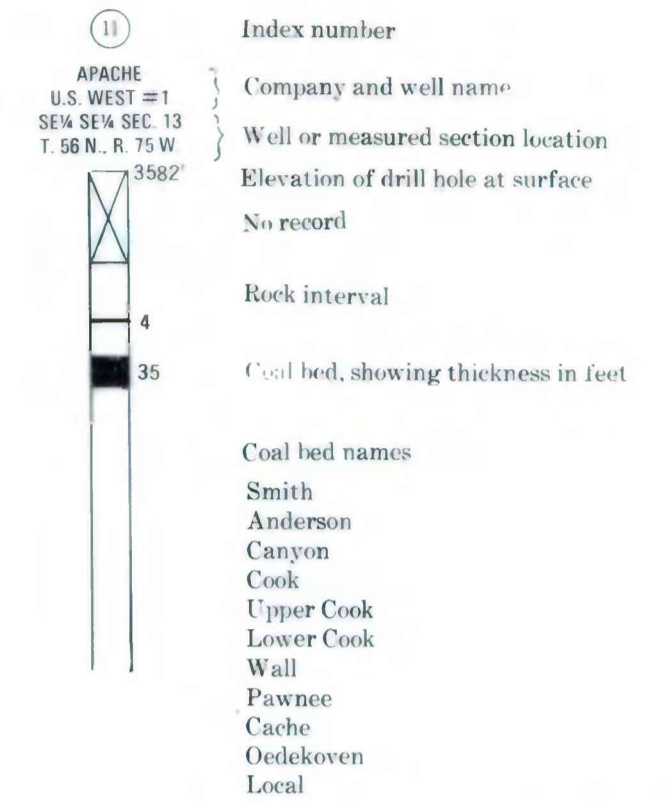 11 Index number
APACHE
U.S. WEST =1 Company and well name
SE¼ SE¼ SEC. 13
T. 56 N., R. 75 W Well or measured section location
3582' Elevation of drill hole at surface
No record
Rock interval
4
35 Coal bed, showing thickness in feet
Coal bed names
Smith
Anderson
Canyon
Cook
Upper Cook
Lower Cook
Wall
Pawnee
Cache
Oedekoven
Local